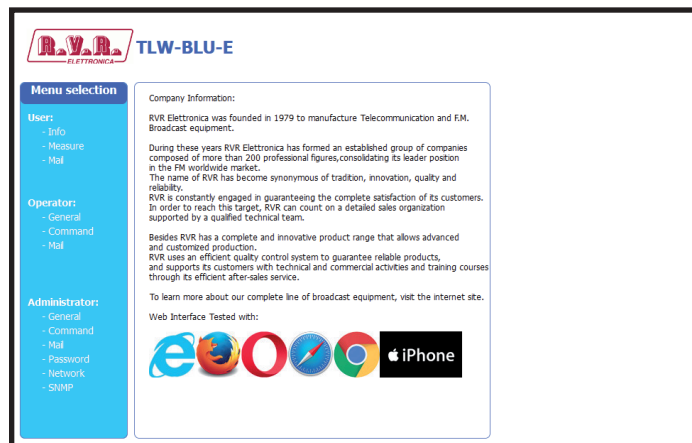 R.V.R.
ELETTRONICA
TLW-BLU-E
Menu selection
User:
- Info
- Measure
- Mail
Operator:
- General
- Command
- Mail
Administrator:
- General
- Command
- Mail
- Password
- Network
- SNMP
Company Information:
RVR Elettronica was founded in 1979 to manufacture Telecommunication and F.M.
Broadcast equipment.
During these years RVR Elettronica has formed an established group of companies
composed of more than 200 professional figures,consolidating its leader position
in the FM worldwide market.
The name of RVR has become synonymous of tradition, innovation, quality and
reliability.
RVR is constantly engaged in guaranteeing the complete satisfaction of its customers.
In order to reach this target, RVR can count on a detailed sales organization
supported by a qualified technical team.
Besides RVR has a complete and innovative product range that allows advanced
and customized production.
RVR uses an efficient quality control system to guarantee reliable products,
and supports its customers with technical and commercial activities and training courses
through its efficient after-sales service.
To learn more about our complete line of broadcast equipment, visit the internet site.
Web Interface Tested with:
iPhone